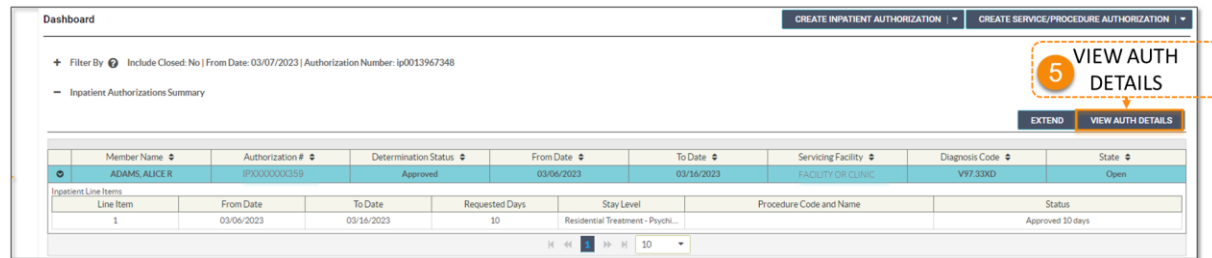 Dashboard
CREATE INPATIENT AUTHORIZATION
CREATE SERVICE/PROCEDURE AUTHORIZATION
+ Filter By ? Include Closed: No | From Date: 03/07/2023 | Authorization Number: ip0013967348
− Inpatient Authorizations Summary
5 VIEW AUTH
DETAILS
EXTEND VIEW AUTH DETAILS
Member Name Authorization # Determination Status From Date To Date Servicing Facility Diagnosis Code State
ADAMS, ALICE R IPXXXXXXX359 Approved 03/06/2023 03/16/2023 FACILITY OR CLINIC V97.33XD Open
Inpatient Line Items
Line Item From Date To Date Requested Days Stay Level Procedure Code and Name Status
1 03/06/2023 03/16/2023 10 Residential Treatment - Psychi... Approved 10 days
1 10